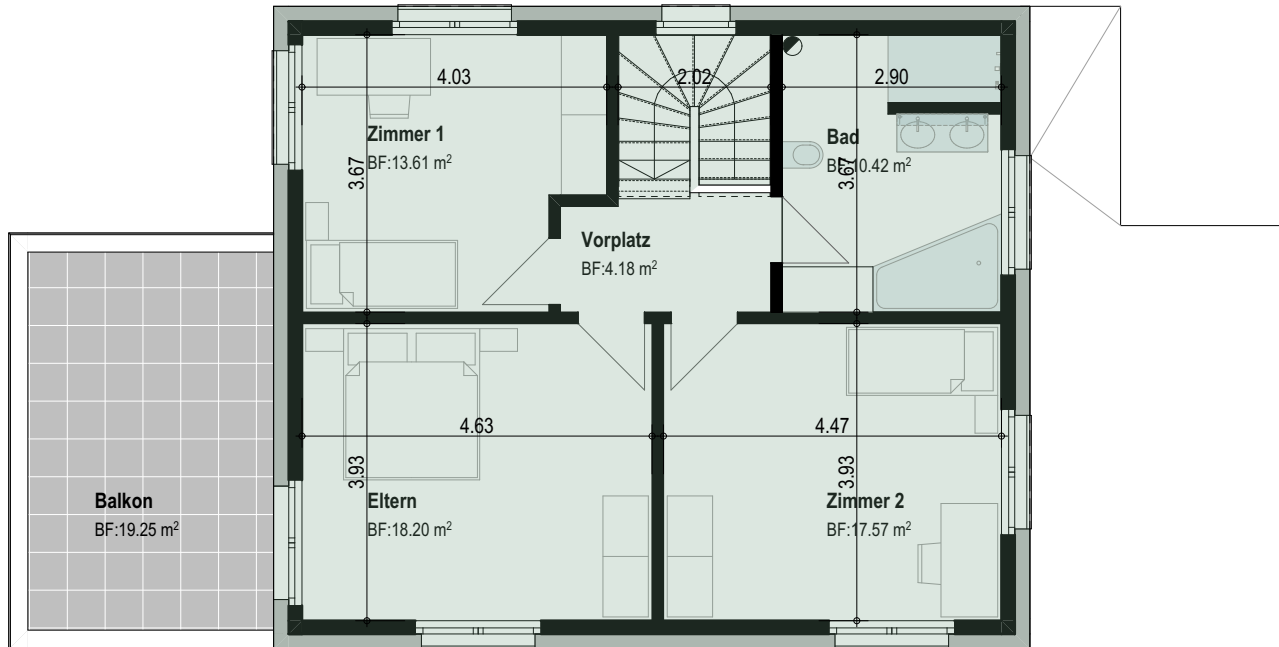 4.03
2.02
2.90
Zimmer 1
BF:13.61 m²
3.67
Bad
BF:10.42 m²
3.67
Vorplatz
BF:4.18 m²
4.63
4.47
3.93
3.93
Balkon
BF:19.25 m²
Eltern
BF:18.20 m²
Zimmer 2
BF:17.57 m²